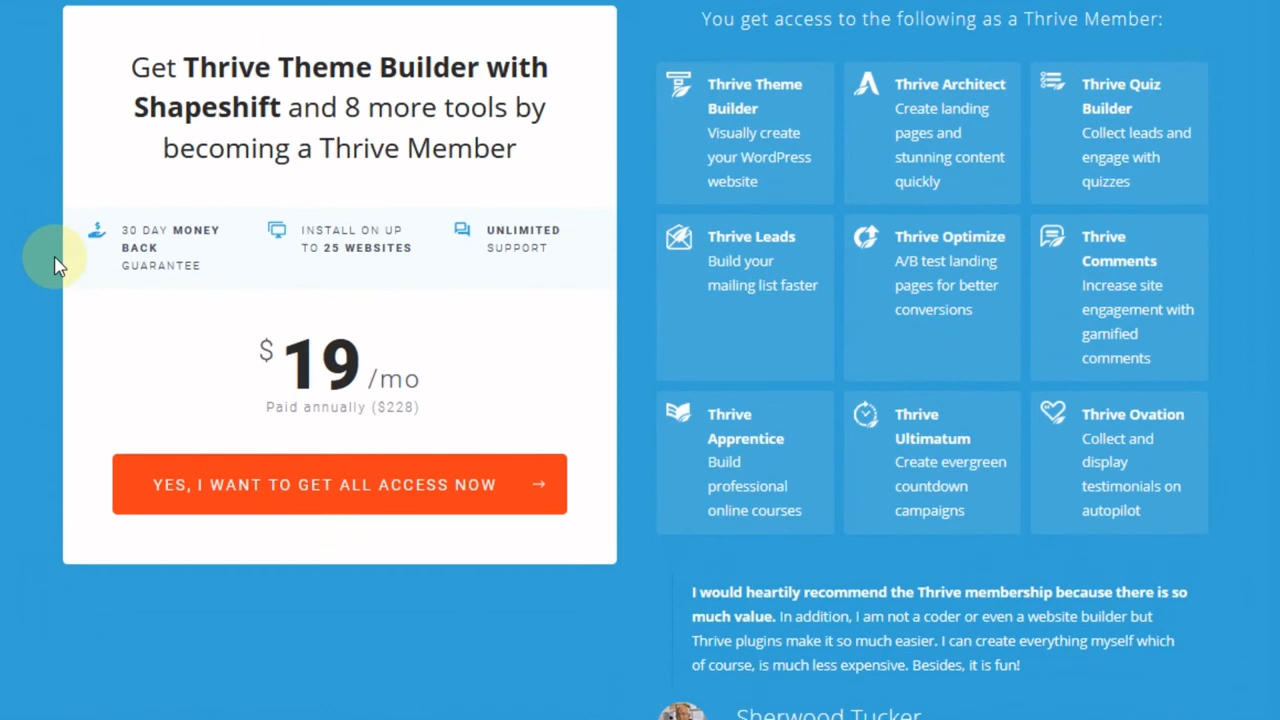 Get Thrive Theme Builder with
Shapeshift and 8 more tools by
becoming a Thrive Member
30 DAY MONEY
BACK
GUARANTEE
INSTALL ON UP
TO 25 WEBSITES
UNLIMITED
SUPPORT
$ 19 /mo
Paid annually ($228)
YES, I WANT TO GET ALL ACCESS NOW →
You get access to the following as a Thrive Member:
Thrive Theme
Builder
Visually create
your WordPress
website
Thrive Architect
Create landing
pages and
stunning content
quickly
Thrive Quiz
Builder
Collect leads and
engage with
quizzes
Thrive Leads
Build your
mailing list faster
Thrive Optimize
A/B test landing
pages for better
conversions
Thrive
Comments
Increase site
engagement with
gamified
comments
Thrive
Apprentice
Build
professional
online courses
Thrive
Ultimatum
Create evergreen
countdown
campaigns
Thrive Ovation
Collect and
display
testimonials on
autopilot
I would heartily recommend the Thrive membership because there is so
much value. In addition, I am not a coder or even a website builder but
Thrive plugins make it so much easier. I can create everything myself which
of course, is much less expensive. Besides, it is fun!
Sherwood Tucker